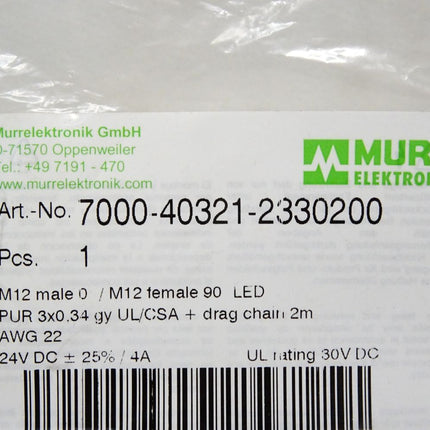 Murrelektronik GmbH
D-71570 Oppenweiler
Tel.: +49 7191 - 470
www.murrelektronik.com
MURR
ELEKTRON
Art.-No. 7000-40321-2330200
Pcs. 1
M12 male 0 / M12 female 90 LED
PUR 3x0.34 gy UL/CSA + drag chain 2m
AWG 22
24V DC ± 25% / 4A UL rating 30V DC